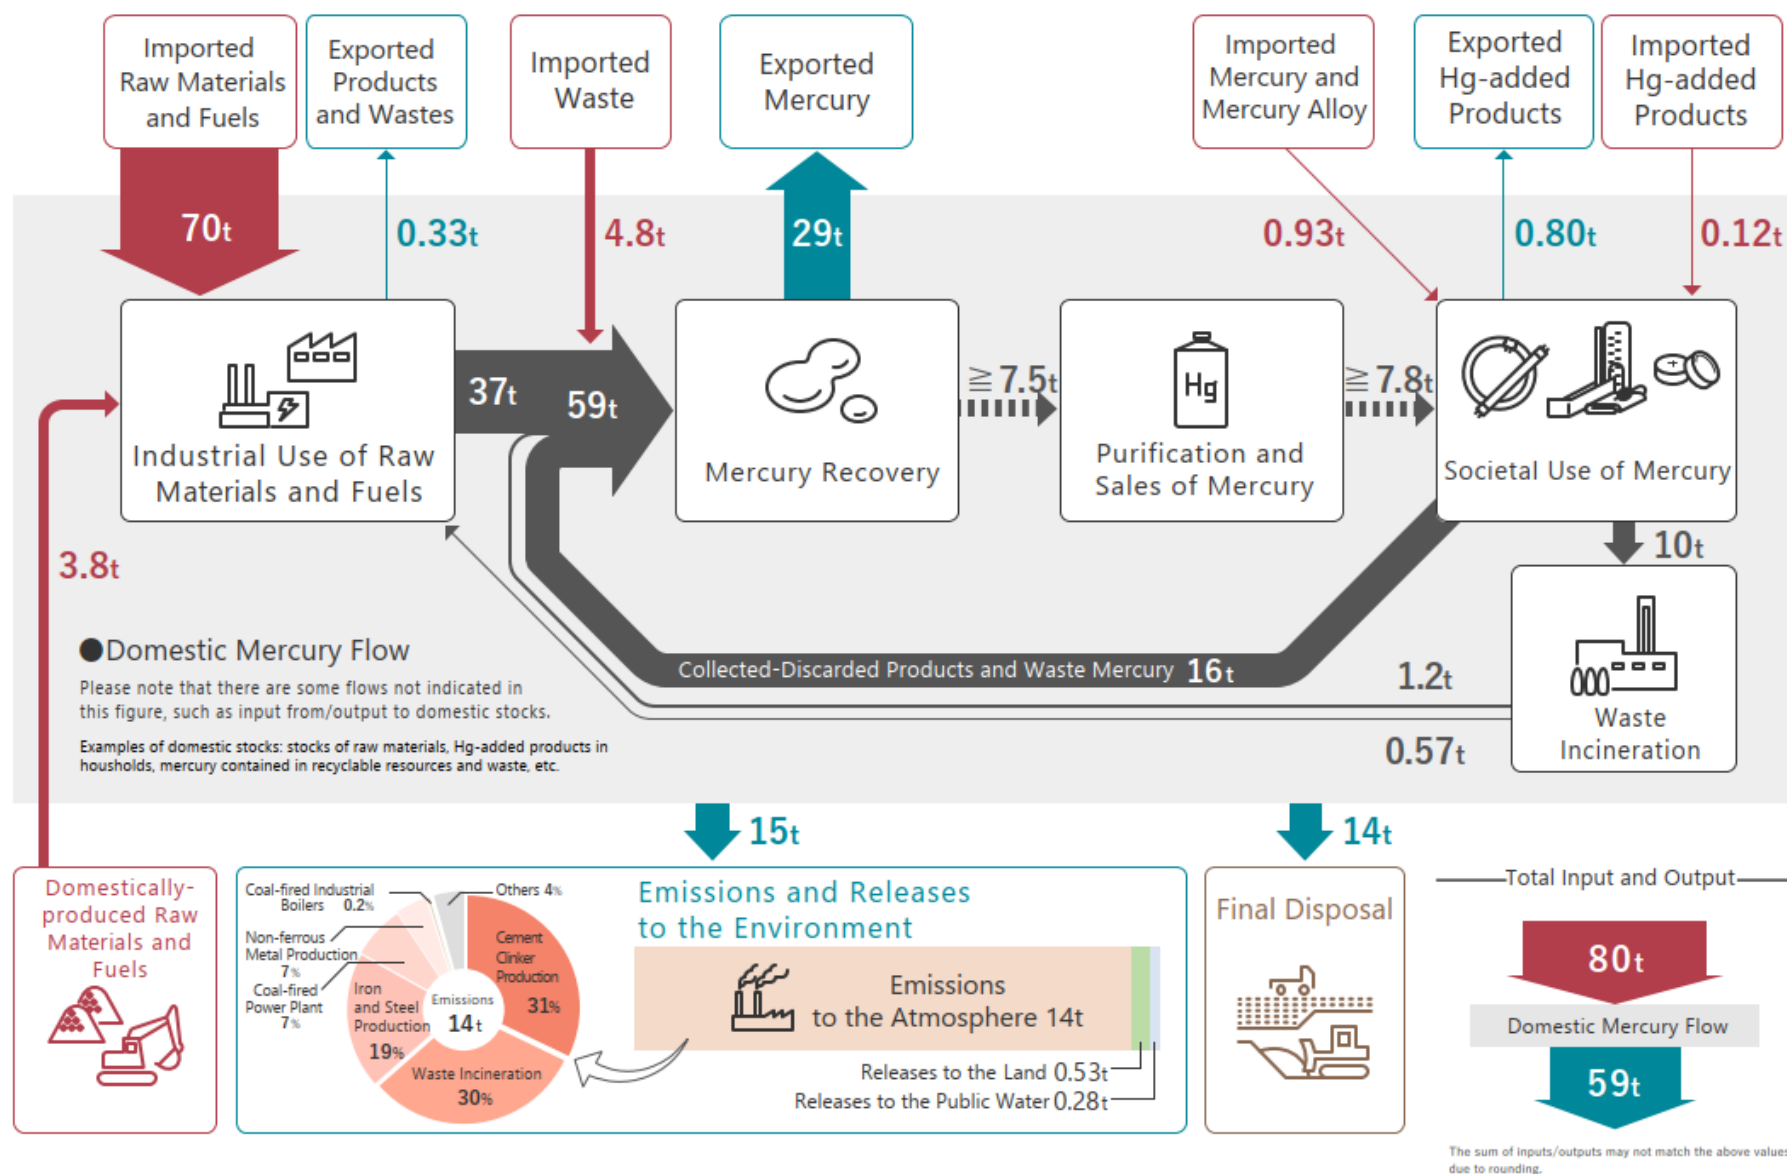 Imported
Raw Materials
and Fuels
Exported
Products
and Wastes
Imported
Waste
Exported
Mercury
Imported
Mercury and
Mercury Alloy
Exported
Hg-added
Products
Imported
Hg-added
Products
70t
0.33t
4.8t
29t
0.93t
0.80t
0.12t
Industrial Use of Raw
Materials and Fuels
37t
59t
Mercury Recovery
≧ 7.5t
Hg
Purification and
Sales of Mercury
≧ 7.8t
Societal Use of Mercury
3.8t
10t
Waste
Incineration
●Domestic Mercury Flow
Please note that there are some flows not indicated in
this figure, such as input from/output to domestic stocks.
Examples of domestic stocks: stocks of raw materials, Hg-added products in
housholds, mercury contained in recyclable resources and waste, etc.
Collected-Discarded Products and Waste Mercury 16t
1.2t
0.57t
15t
14t
Domestically-
produced Raw
Materials and
Fuels
Coal-fired Industrial
Boilers 0.2%
Others 4%
Non-ferrous
Metal Production
7%
Coal-fired
Power Plant
7%
Iron
and Steel
Production
19%
Cement
Clinker
Production
31%
Emissions
14t
Waste Incineration
30%
Emissions and Releases
to the Environment
Emissions
to the Atmosphere 14t
Releases to the Land 0.53t
Releases to the Public Water 0.28t
Final Disposal
Total Input and Output
80t
Domestic Mercury Flow
59t
The sum of inputs/outputs may not match the above values
due to rounding.